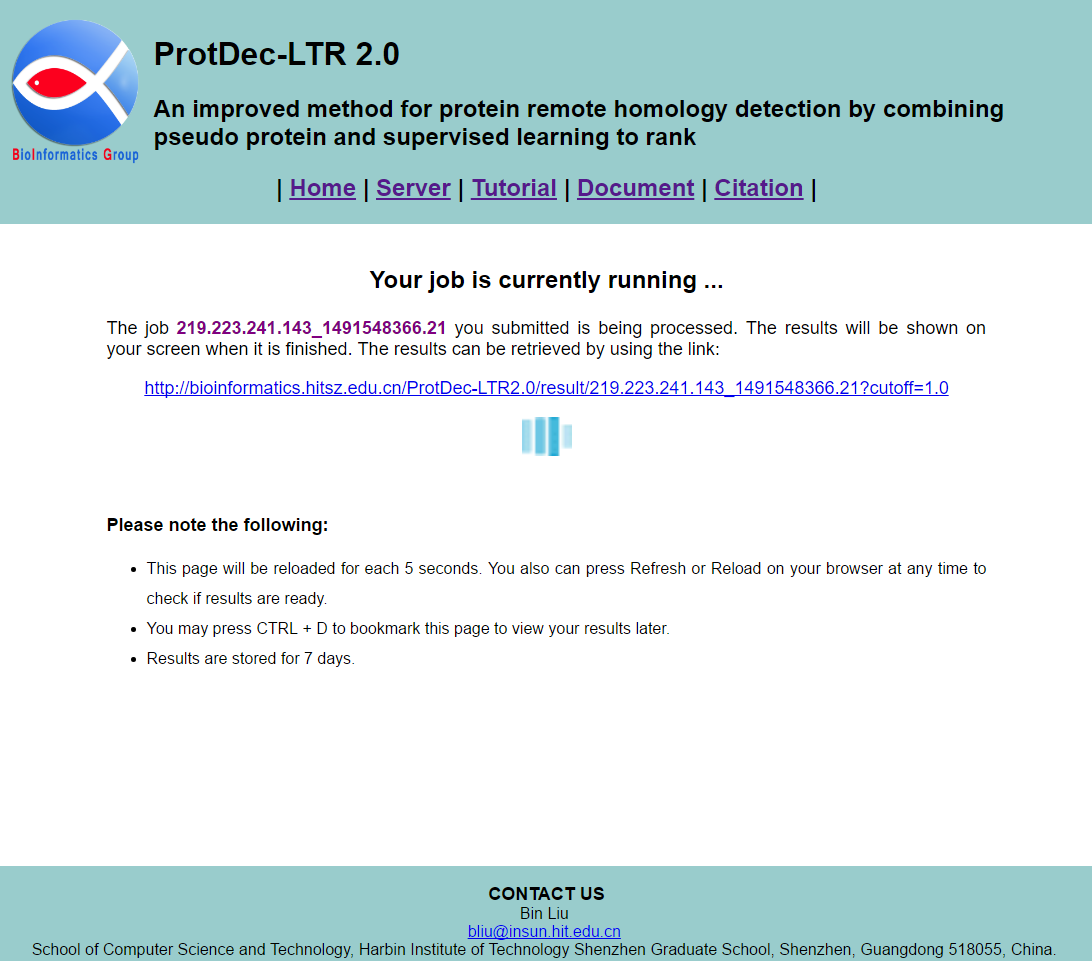 ProtDec-LTR 2.0
An improved method for protein remote homology detection by combining
pseudo protein and supervised learning to rank
BioInformatics Group
| Home | Server | Tutorial | Document | Citation |
Your job is currently running ...
The job 219.223.241.143_1491548366.21 you submitted is being processed. The results will be shown on
your screen when it is finished. The results can be retrieved by using the link:
http://bioinformatics.hitsz.edu.cn/ProtDec-LTR2.0/result/219.223.241.143_1491548366.21?cutoff=1.0
Please note the following:
• This page will be reloaded for each 5 seconds. You also can press Refresh or Reload on your browser at any time to
check if results are ready.
• You may press CTRL + D to bookmark this page to view your results later.
• Results are stored for 7 days.
CONTACT US
Bin Liu
bliu@insun.hit.edu.cn
School of Computer Science and Technology, Harbin Institute of Technology Shenzhen Graduate School, Shenzhen, Guangdong 518055, China.